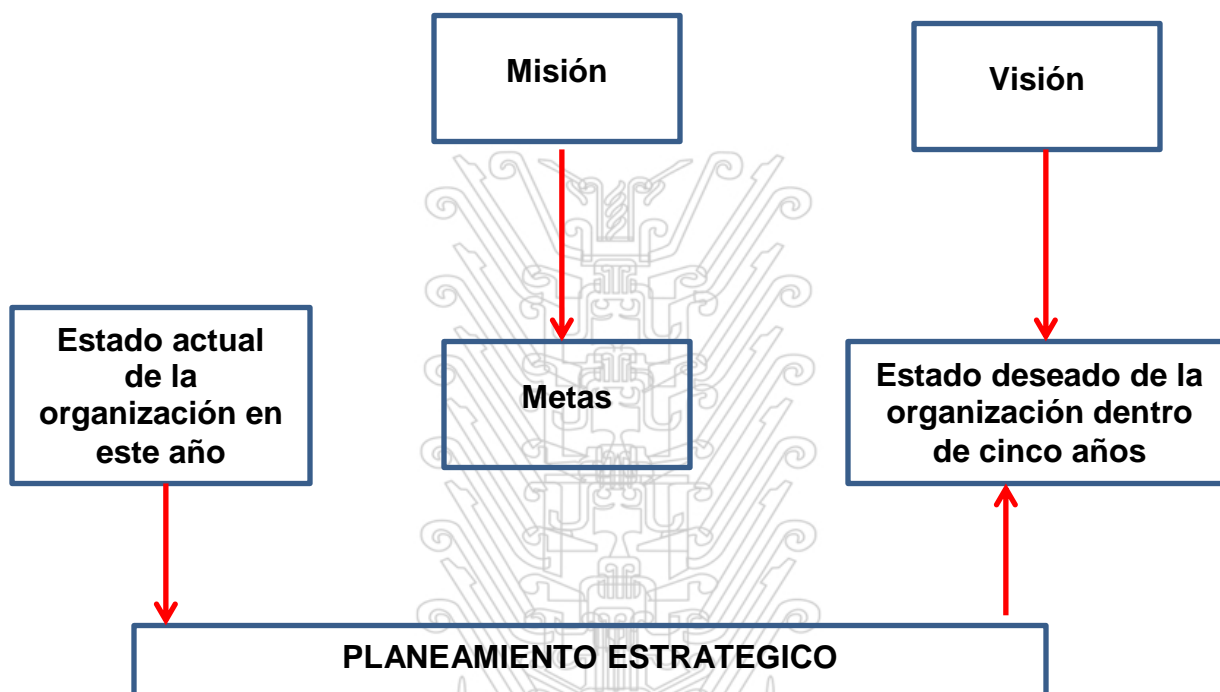 Misión
Visión
Estado actual
de la
organización en
este año
Metas
Estado deseado de la
organización dentro
de cinco años
PLANEAMIENTO ESTRATEGICO